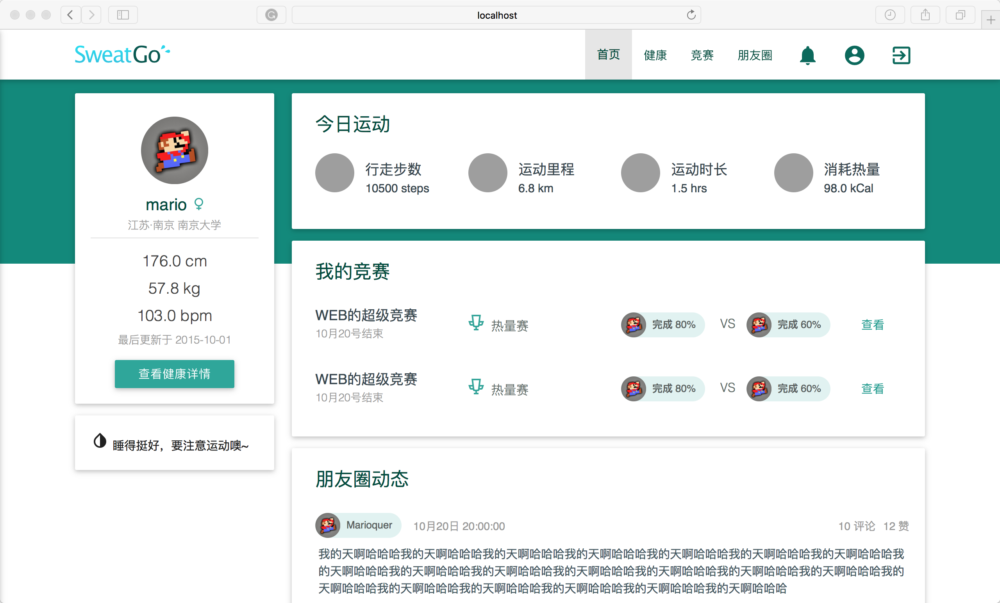 localhost
SweatGo
首页 健康 竞赛 朋友圈
mario
江苏·南京 南京大学
176.0 cm
57.8 kg
103.0 bpm
最后更新于 2015-10-01
查看健康详情
睡得挺好，要注意运动噢~
今日运动
行走步数
10500 steps
运动里程
6.8 km
运动时长
1.5 hrs
消耗热量
98.0 kCal
我的竞赛
WEB的超级竞赛
10月20号结束
热量赛
完成 80% VS 完成 60%
查看
WEB的超级竞赛
10月20号结束
热量赛
完成 80% VS 完成 60%
查看
朋友圈动态
Marioquer 10月20日 20:00:00 10 评论 12 赞
我的天啊哈哈哈我的天啊哈哈哈我的天啊哈哈哈我的天啊哈哈哈我的天啊哈哈哈我的天啊哈哈哈我的天啊哈哈哈我
的天啊哈哈哈我的天啊哈哈哈我的天啊哈哈哈我的天啊哈哈哈我的天啊哈哈哈我的天啊哈哈哈我的天啊哈哈哈我的
天啊哈哈哈我的天啊哈哈哈我的天啊哈哈哈我的天啊哈哈哈我的天啊哈哈哈我的天啊哈哈哈